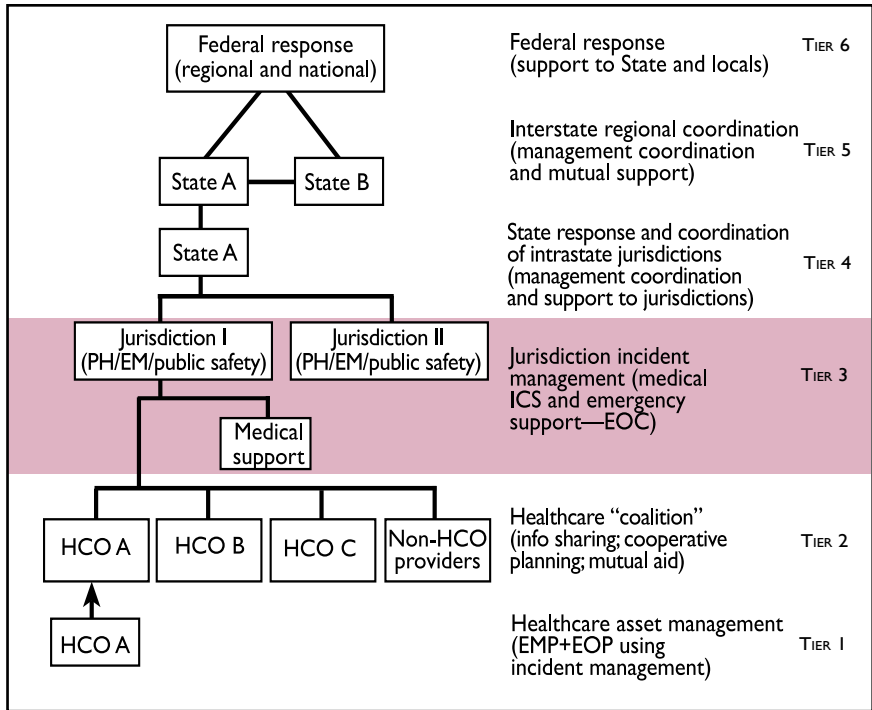 Federal response
(regional and national)
Federal response
(support to State and locals)
TIER 6
State A
State B
Interstate regional coordination
(management coordination
and mutual support)
TIER 5
State A
State response and coordination
of intrastate jurisdictions
(management coordination
and support to jurisdictions)
TIER 4
Jurisdiction I
(PH/EM/public safety)
Jurisdiction II
(PH/EM/public safety)
Medical
support
Jurisdiction incident
management (medical
ICS and emergency
support—EOC)
TIER 3
HCO A
HCO B
HCO C
Non-HCO
providers
Healthcare “coalition”
(info sharing; cooperative
planning; mutual aid)
TIER 2
HCO A
Healthcare asset management
(EMP+EOP using
incident management)
TIER 1